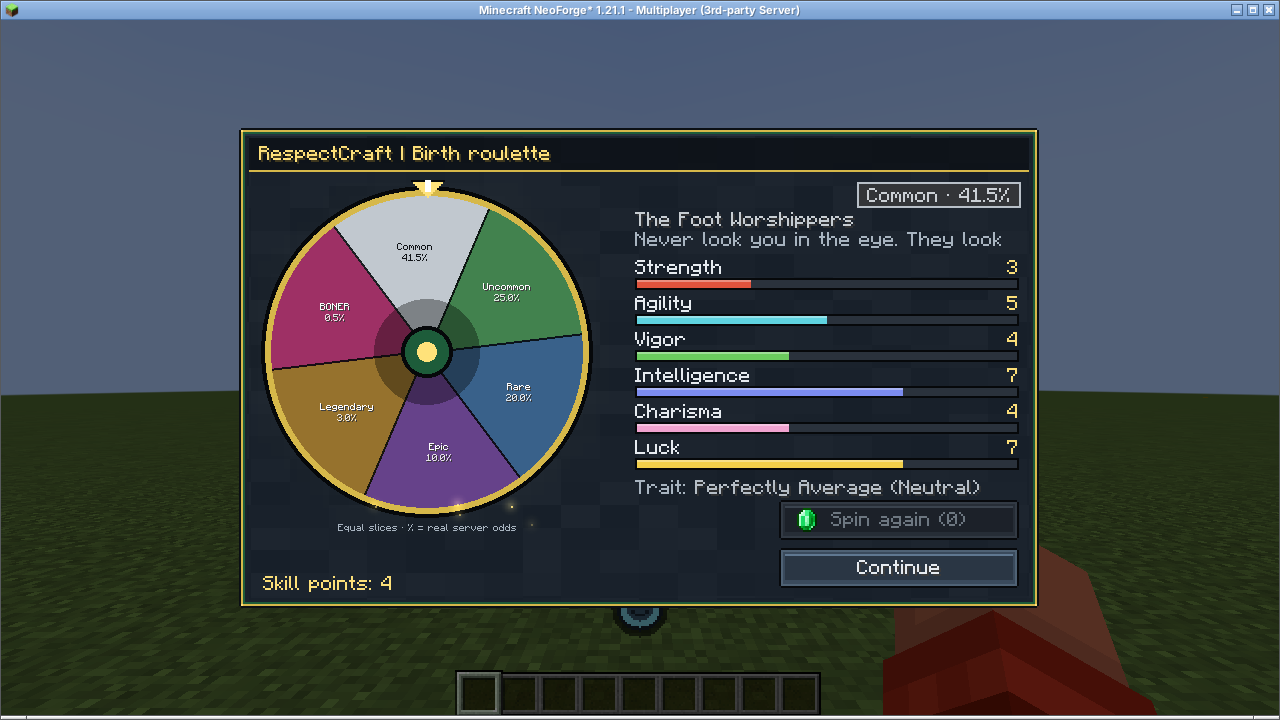 Minecraft NeoForge* 1.21.1 - Multiplayer (3rd-party Server)
RespectCraft | Birth roulette
Common · 41.5%
The Foot Worshippers
Never look you in the eye. They look
Strength 3
Agility 5
Vigor 4
Intelligence 7
Charisma 4
Luck 7
Trait: Perfectly Average (Neutral)
Spin again (0)
Continue
Common
41.5%
Uncommon
25.0%
Rare
20.0%
Epic
10.0%
Legendary
3.0%
BONER
0.5%
Equal slices · % = real server odds
Skill points: 4